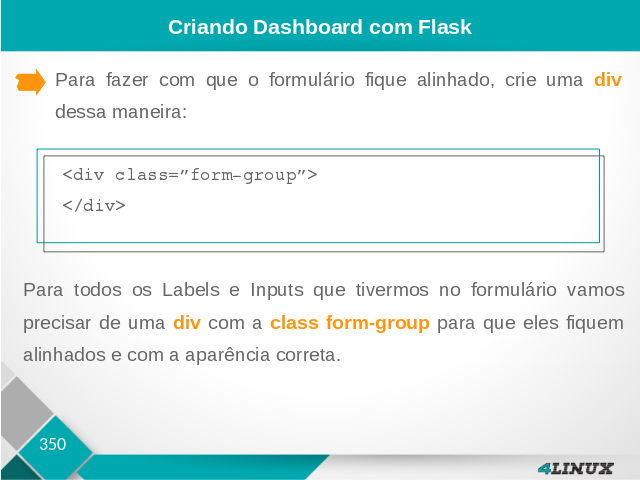 Criando Dashboard com Flask
Para fazer com que o formulário fique alinhado, crie uma div
dessa maneira:
<div class=”form-group”>
</div>
Para todos os Labels e Inputs que tivermos no formulário vamos
precisar de uma div com a class form-group para que eles fiquem
alinhados e com a aparência correta.
350
4LINUX